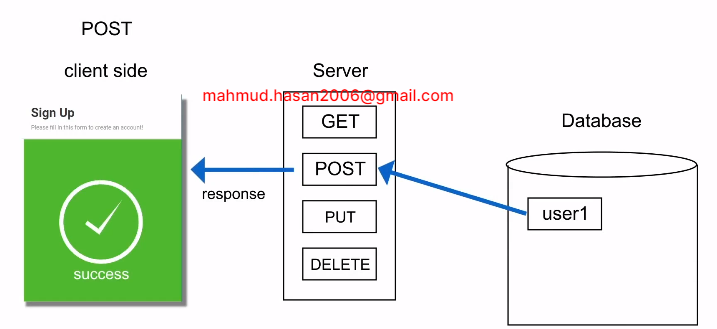 POST
client side
Server
mahmud.hasan2006@gmail.com
Sign Up
Please fill in this form to create an account!
GET
Database
POST
response
user1
PUT
success
DELETE